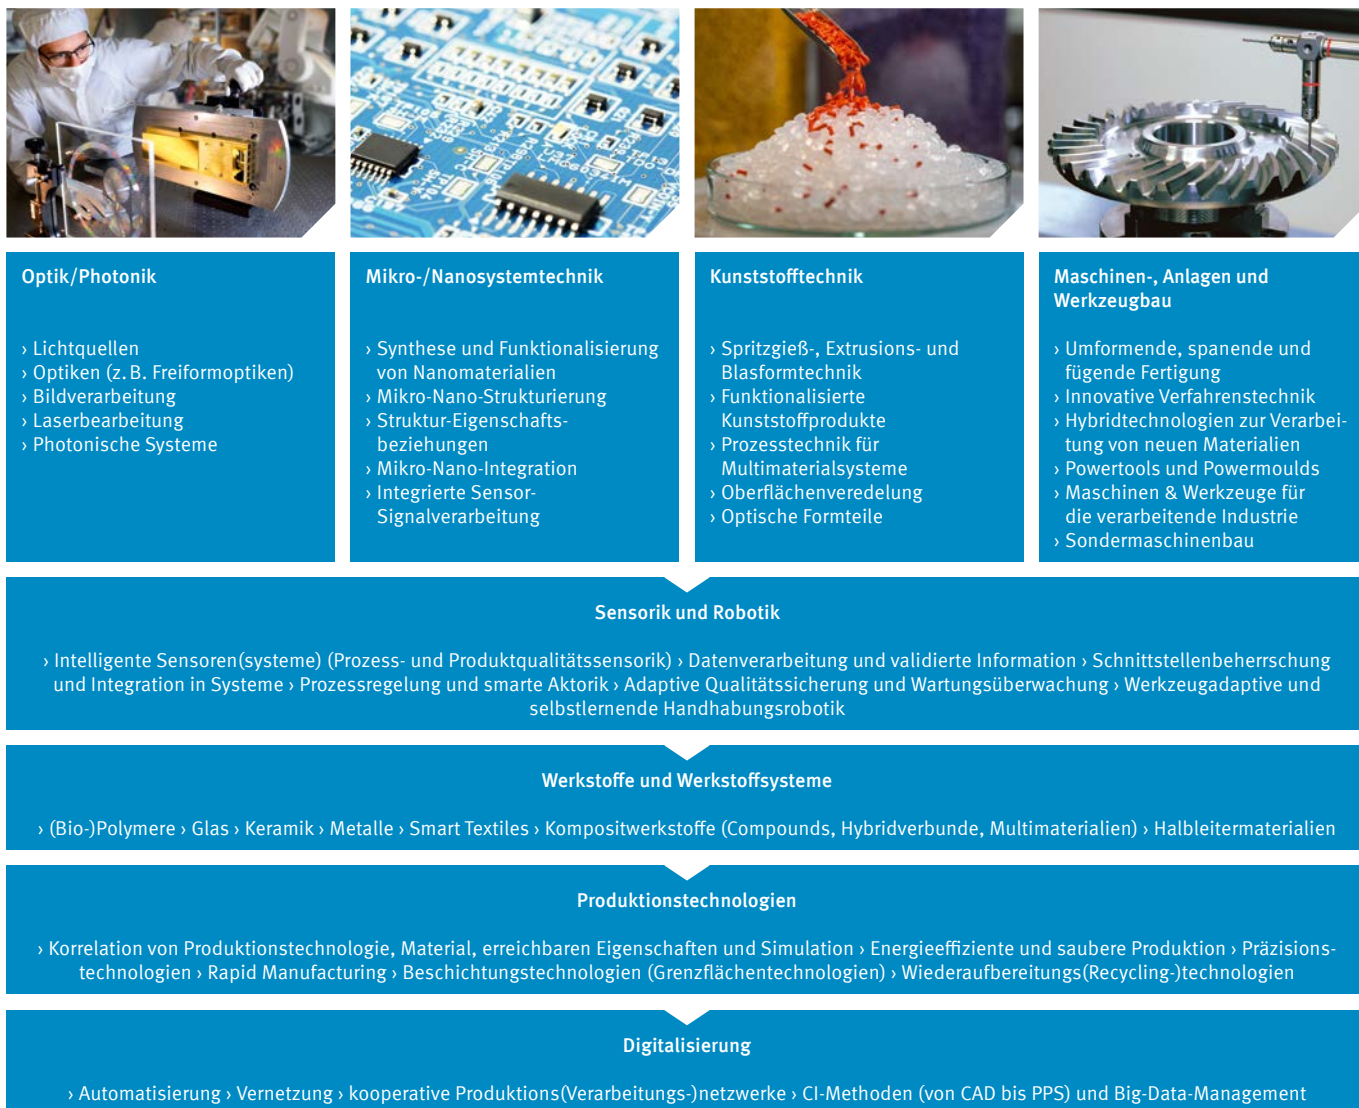 Optik/Photonik
› Lichtquellen
› Optiken (z. B. Freiformoptiken)
› Bildverarbeitung
› Laserbearbeitung
› Photonische Systeme
Mikro-/Nanosystemtechnik
› Synthese und Funktionalisierung
von Nanomaterialien
› Mikro-Nano-Strukturierung
› Struktur-Eigenschafts-
beziehungen
› Mikro-Nano-Integration
› Integrierte Sensor-
Signalverarbeitung
Kunststofftechnik
› Spritzgieß-, Extrusions- und
Blasformtechnik
› Funktionalisierte
Kunststoffprodukte
› Prozesstechnik für
Multimaterialsysteme
› Oberflächenveredelung
› Optische Formteile
Maschinen-, Anlagen und
Werkzeugbau
› Umformende, spanende und
fügende Fertigung
› Innovative Verfahrenstechnik
› Hybridtechnologien zur Verarbei-
tung von neuen Materialien
› Powertools und Powermoulds
› Maschinen & Werkzeuge für
die verarbeitende Industrie
› Sondermaschinenbau
Sensorik und Robotik
› Intelligente Sensoren(systeme) (Prozess- und Produktqualitätssensorik) › Datenverarbeitung und validierte Information › Schnittstellenbeherrschung
und Integration in Systeme › Prozessregelung und smarte Aktorik › Adaptive Qualitätssicherung und Wartungsüberwachung › Werkzeugadaptive und
selbstlernende Handhabungsrobotik
Werkstoffe und Werkstoffsysteme
› (Bio-)Polymere › Glas › Keramik › Metalle › Smart Textiles › Kompositwerkstoffe (Compounds, Hybridverbunde, Multimaterialien) › Halbleitermaterialien
Produktionstechnologien
› Korrelation von Produktionstechnologie, Material, erreichbaren Eigenschaften und Simulation › Energieeffiziente und saubere Produktion › Präzisions-
technologien › Rapid Manufacturing › Beschichtungstechnologien (Grenzflächentechnologien) › Wiederaufbereitungs(Recycling-)technologien
Digitalisierung
› Automatisierung › Vernetzung › kooperative Produktions(Verarbeitungs-)netzwerke › CI-Methoden (von CAD bis PPS) und Big-Data-Management